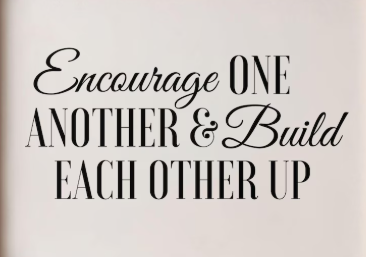 Encourage ONE
ANOTHER & Build
EACH OTHER UP